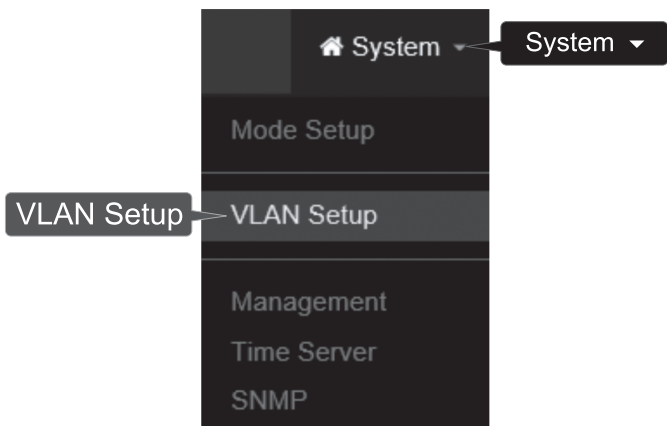 System
System
Mode Setup
VLAN Setup
VLAN Setup
Management
Time Server
SNMP